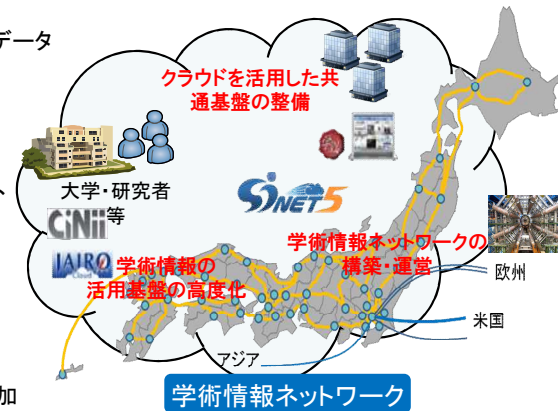 データ
クラウドを活用した共
通基盤の整備
、
大学・研究者
等
CiNii
SINET5
JAIRO
Cloud
学術情報の
活用基盤の高度化
学術情報ネットワークの
構築・運営
欧州
米国
アジア
加
学術情報ネットワーク